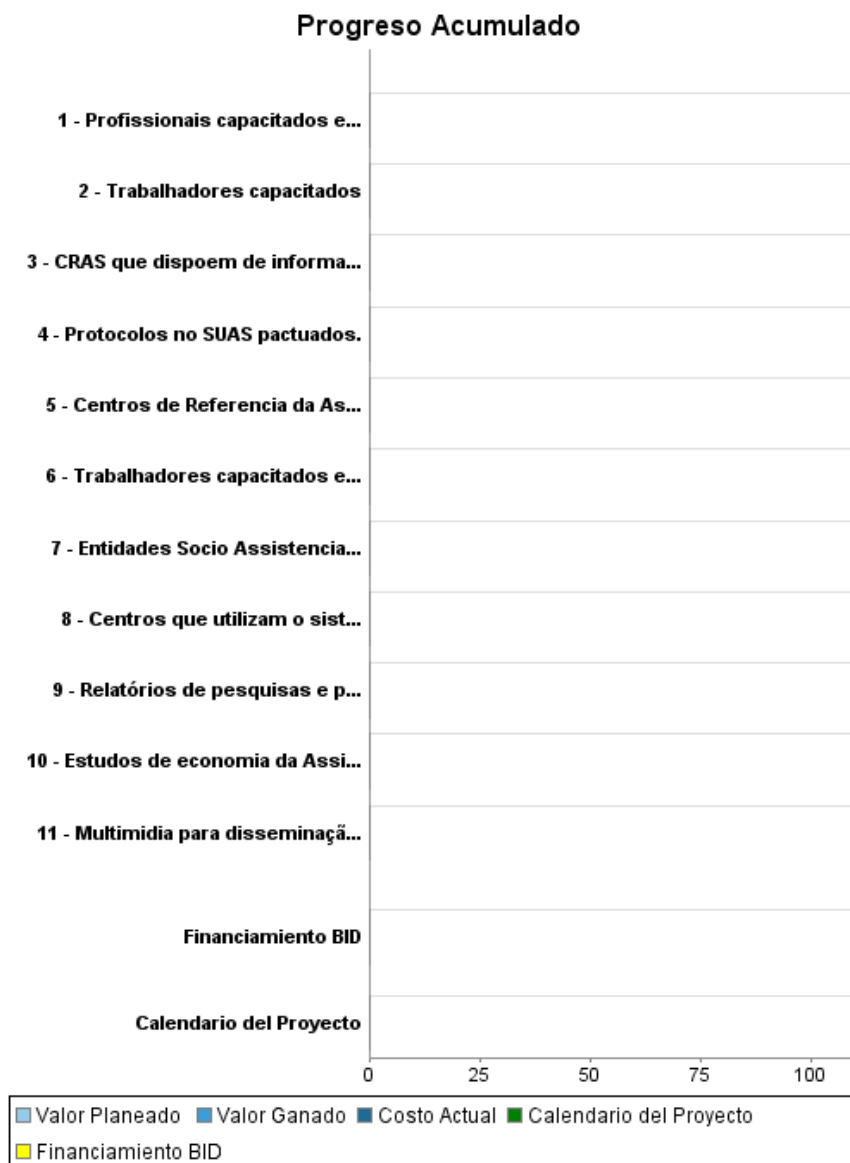 Progreso Acumulado
1 - Profissionais capacitados e...
2 - Trabalhadores capacitados
3 - CRAS que dispoem de informa...
4 - Protocolos no SUAS pactuados.
5 - Centros de Referencia da As...
6 - Trabalhadores capacitados e...
7 - Entidades Socio Assistencia...
8 - Centros que utilizam o sist...
9 - Relatórios de pesquisas e p...
10 - Estudos de economia da Assi...
11 - Multimidia para disseminaçã...
Financiamiento BID
Calendario del Proyecto
0 25 50 75 100
Valor Planeado Valor Ganado Costo Actual Calendario del Proyecto
Financiamiento BID